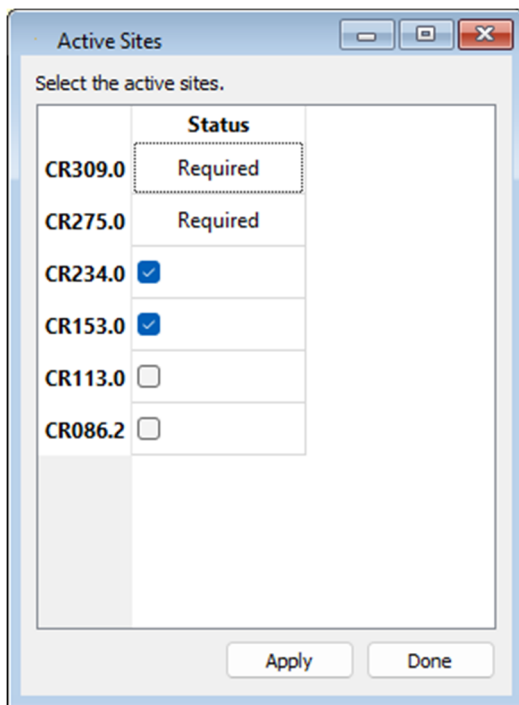 Active Sites
Select the active sites.
Status
CR309.0 Required
CR275.0 Required
CR234.0
CR153.0
CR113.0
CR086.2
Apply Done